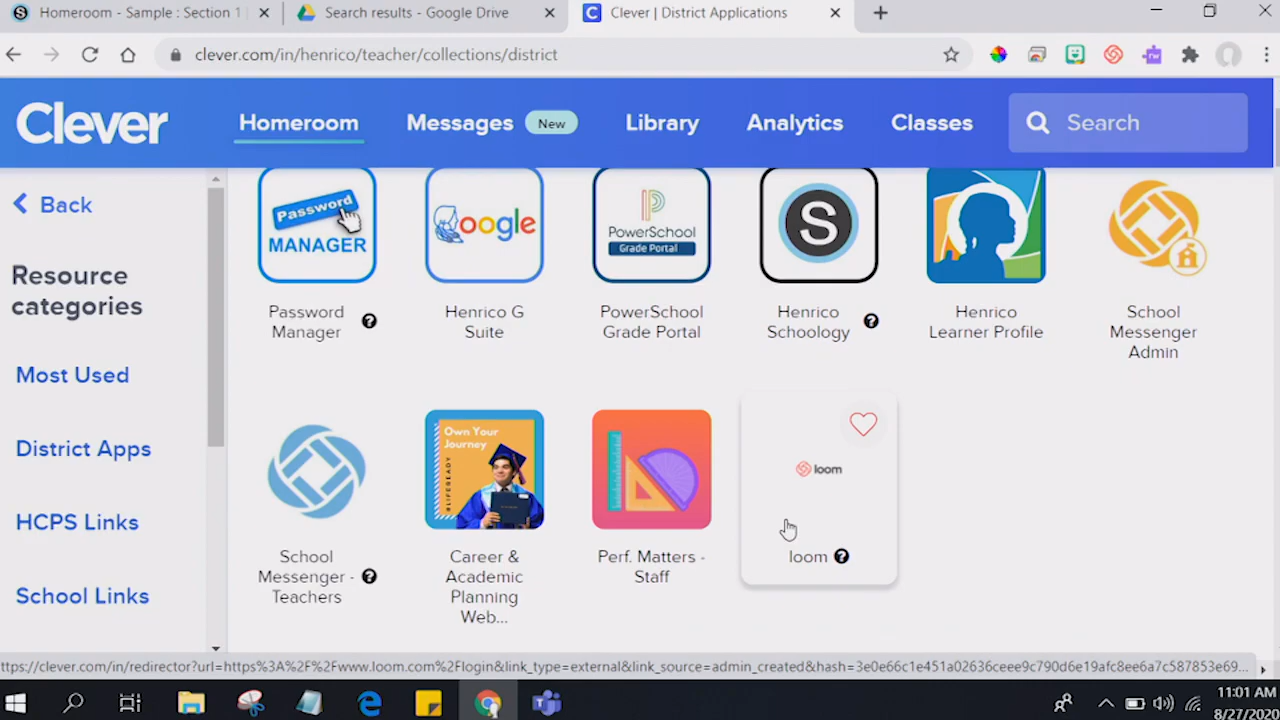 Homeroom - Sample : Section 1
Search results - Google Drive
Clever | District Applications
clever.com/in/henrico/teacher/collections/district
Clever
Homeroom
Messages
New
Library
Analytics
Classes
Search
Back
Resource
categories
Most Used
District Apps
HCPS Links
School Links
Password
MANAGER
Google
PowerSchool
Grade Portal
S
Password
Manager
Henrico G
Suite
PowerSchool
Grade Portal
Henrico
Schoology
Henrico
Learner Profile
School
Messenger
Admin
Own Your
Journey
#LIFEREADY
loom
School
Messenger -
Teachers
Career &
Academic
Planning
Web...
Perf. Matters -
Staff
loom
https://clever.com/in/redirector?url=https%3A%2F%2Fwww.loom.com%2Flogin&link_type=external&link_source=admin_created&hash=3e0e66c1e451a02636ceee9c790d6e19afc8ee6a7c587853e69...
11:01 AM
8/27/2020